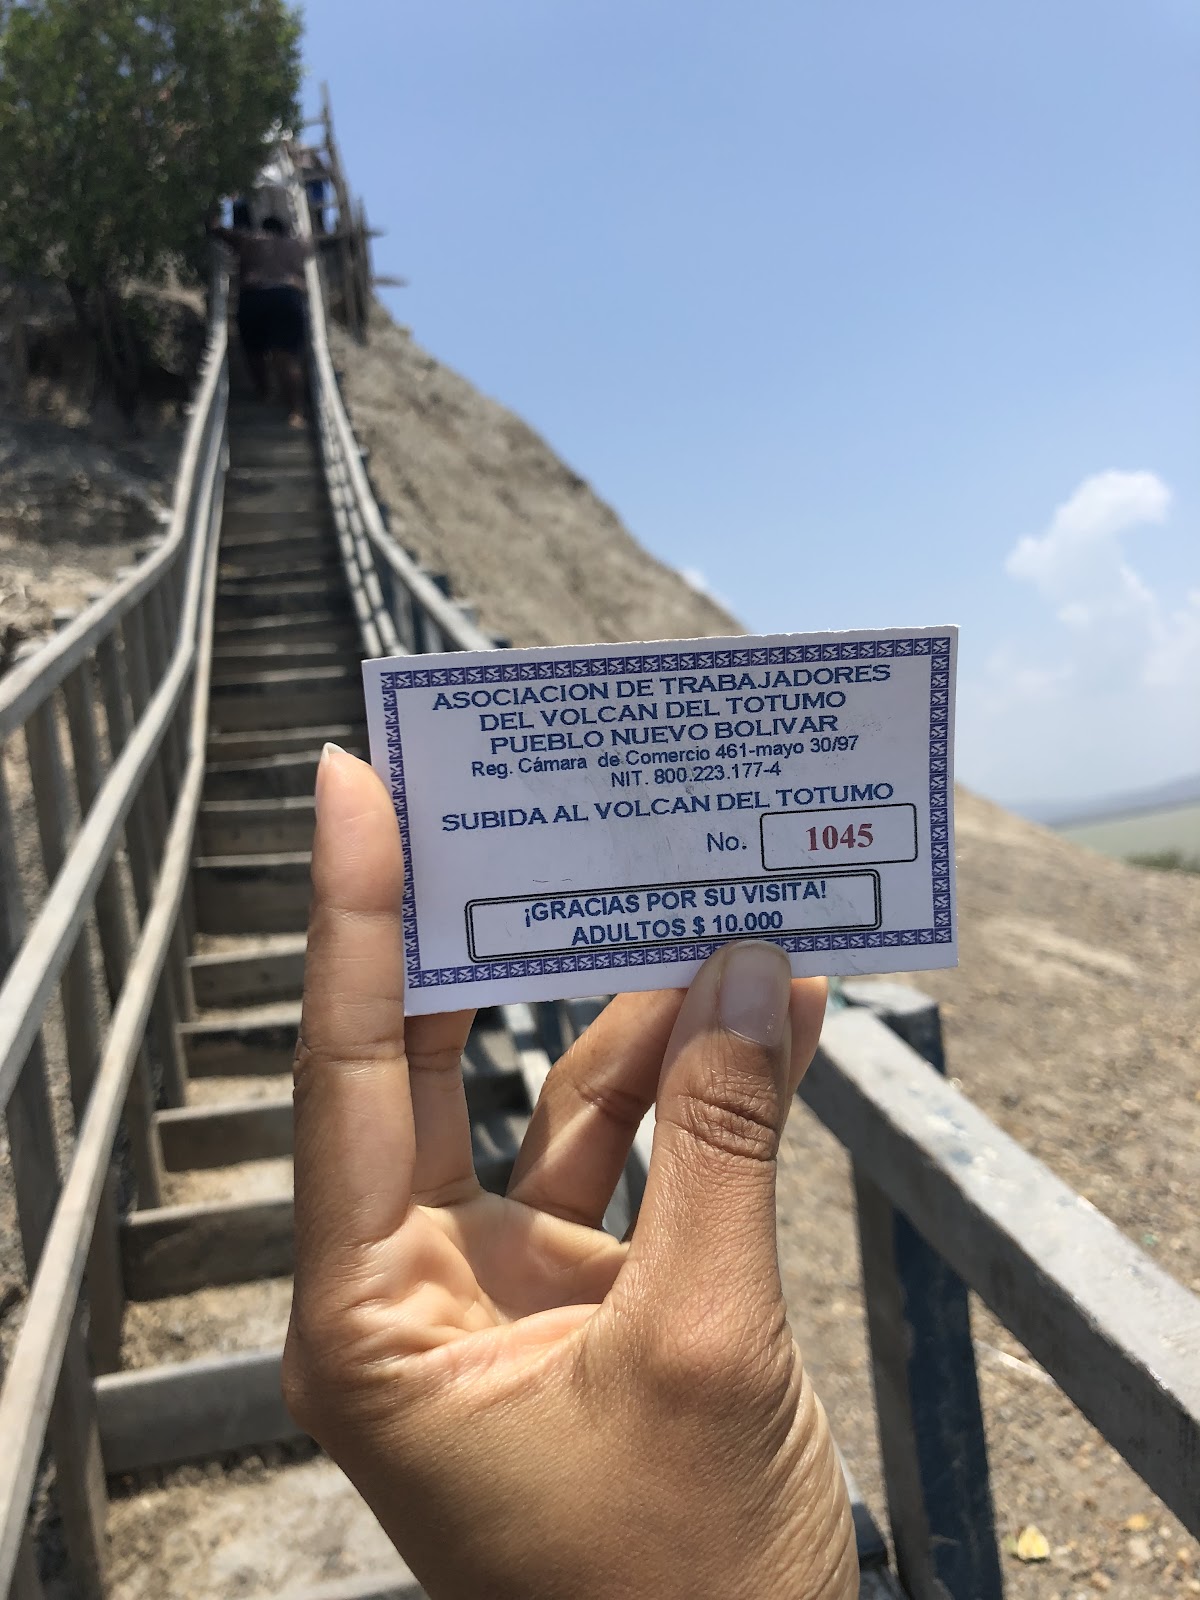 ASOCIACION DE TRABAJADORES
DEL VOLCAN DEL TOTUMO
PUEBLO NUEVO BOLIVAR
Reg. Cámara de Comercio 461-mayo 30/97
NIT. 800.223.177-4
SUBIDA AL VOLCAN DEL TOTUMO
No. 1045
¡GRACIAS POR SU VISITA!
ADULTOS $ 10.000